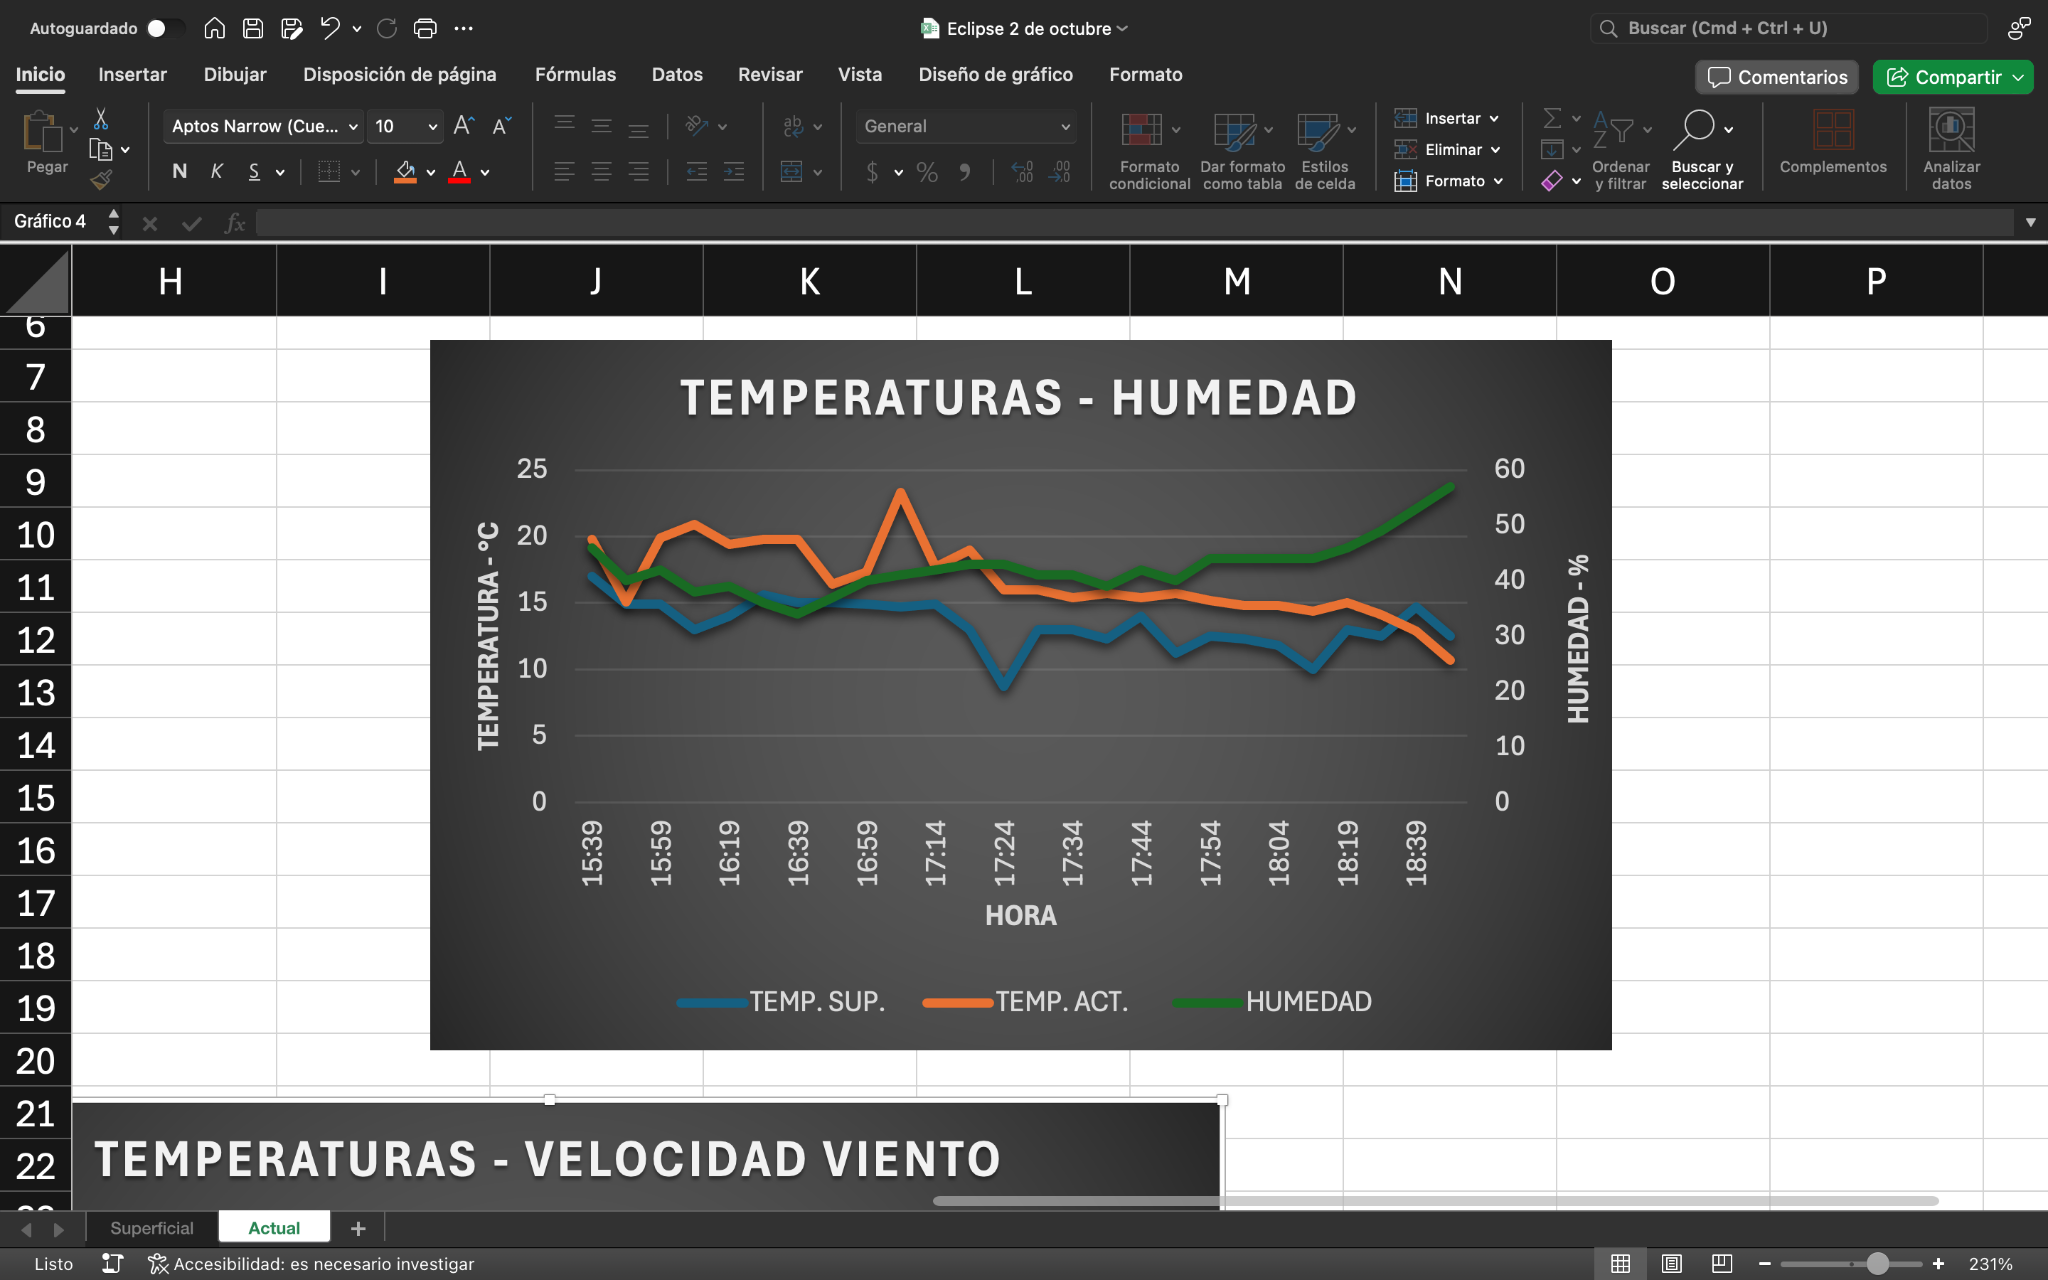 Autoguardado
Eclipse 2 de octubre
Buscar (Cmd + Ctrl + U)
Inicio Insertar Dibujar Disposición de página Fórmulas Datos Revisar Vista Diseño de gráfico Formato
Comentarios Compartir
Pegar
Aptos Narrow (Cue... 10
N K S
General
Formato condicional
Dar formato como tabla
Estilos de celda
Insertar
Eliminar
Formato
Ordenar y filtrar
Buscar y seleccionar
Complementos
Analizar datos
Gráfico 4 fx
H I J K L M N O P
6
7
8
9
10
11
12
13
14
15
16
17
18
19
20
21
22
TEMPERATURAS - HUMEDAD
TEMPERATURA - °C
25
20
15
10
5
0
60
50
40
30
20
10
0
HUMEDAD - %
15:39 15:59 16:19 16:39 16:59 17:14 17:24 17:34 17:44 17:54 18:04 18:19 18:39
HORA
TEMP. SUP. TEMP. ACT. HUMEDAD
TEMPERATURAS - VELOCIDAD VIENTO
Superficial Actual +
Listo Accesibilidad: es necesario investigar
231%